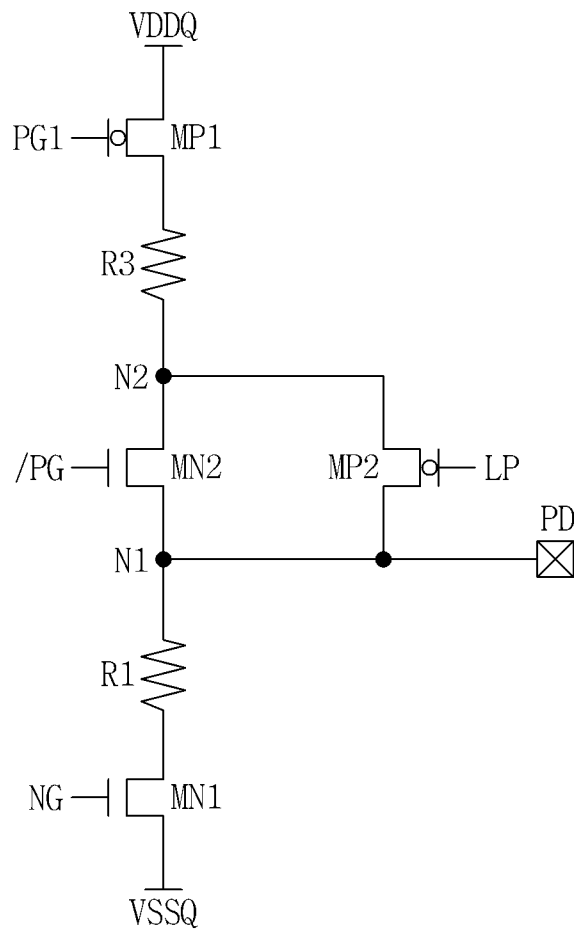 VDDQ
PG1
MP1
R3
N2
/PG
MN2
MP2
LP
PD
N1
R1
NG
MN1
VSSQ